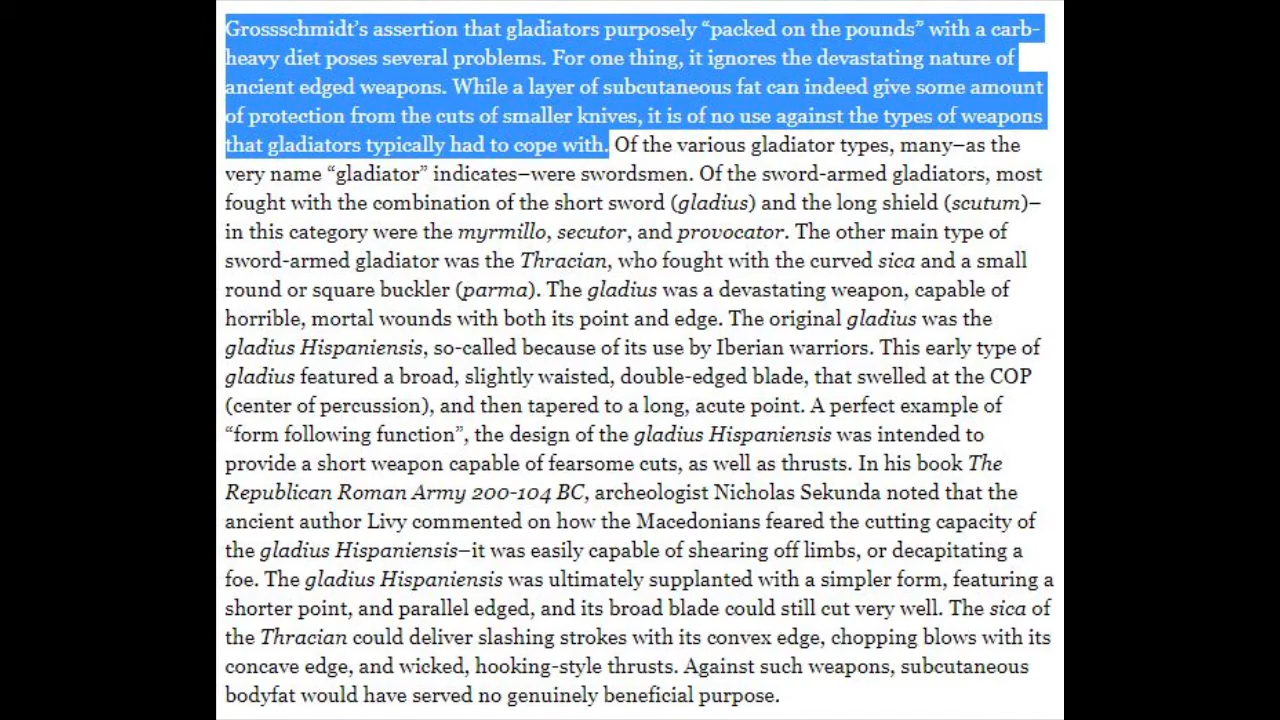 Grossschmidt’s assertion that gladiators purposely “packed on the pounds” with a carb-
heavy diet poses several problems. For one thing, it ignores the devastating nature of
ancient edged weapons. While a layer of subcutaneous fat can indeed give some amount
of protection from the cuts of smaller knives, it is of no use against the types of weapons
that gladiators typically had to cope with. Of the various gladiator types, many–as the
very name “gladiator” indicates–were swordsmen. Of the sword-armed gladiators, most
fought with the combination of the short sword (gladius) and the long shield (scutum)–
in this category were the myrmillo, secutor, and provocator. The other main type of
sword-armed gladiator was the Thracian, who fought with the curved sica and a small
round or square buckler (parma). The gladius was a devastating weapon, capable of
horrible, mortal wounds with both its point and edge. The original gladius was the
gladius Hispaniensis, so-called because of its use by Iberian warriors. This early type of
gladius featured a broad, slightly waisted, double-edged blade, that swelled at the COP
(center of percussion), and then tapered to a long, acute point. A perfect example of
“form following function”, the design of the gladius Hispaniensis was intended to
provide a short weapon capable of fearsome cuts, as well as thrusts. In his book The
Republican Roman Army 200-104 BC, archeologist Nicholas Sekunda noted that the
ancient author Livy commented on how the Macedonians feared the cutting capacity of
the gladius Hispaniensis–it was easily capable of shearing off limbs, or decapitating a
foe. The gladius Hispaniensis was ultimately supplanted with a simpler form, featuring a
shorter point, and parallel edged, and its broad blade could still cut very well. The sica of
the Thracian could deliver slashing strokes with its convex edge, chopping blows with its
concave edge, and wicked, hooking-style thrusts. Against such weapons, subcutaneous
bodyfat would have served no genuinely beneficial purpose.